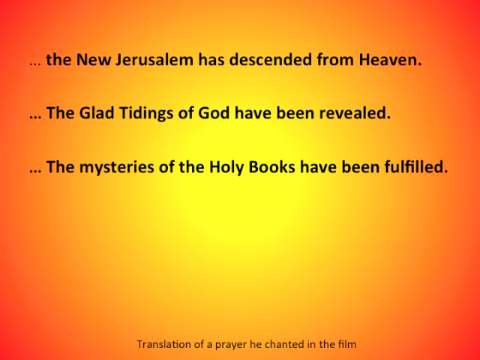 ... the New Jerusalem has descended from Heaven.
... The Glad Tidings of God have been revealed.
... The mysteries of the Holy Books have been fulfilled.
Translation of a prayer he chanted in the film